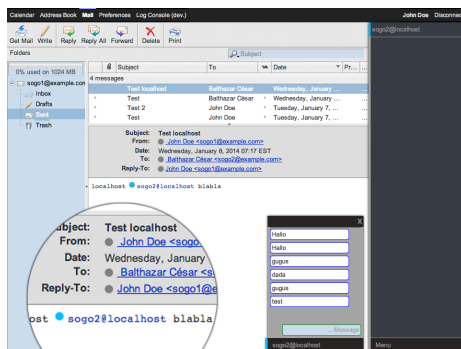 Calendar Address Book Mail Preferences Log Console (dev.) John Doe Disconnec
Get Mail Write Reply Reply All Forward Delete Print
sogo2@localhost
Folders
Subject
0% used on 1024 MB
Subject To Date Pr... ...
4 messages
sogo1@example.com
Inbox
Drafts
Sent
Trash
Test localhost Balthazar César Wednesday, January ... ...
Test Balthazar César Wednesday, January ... ...
Test 2 John Doe Tuesday, January 7, ... ...
Test John Doe Tuesday, January 7, ... ...
Subject: Test localhost
From: John Doe <sogo1@example.com>
Date: Wednesday, January 8, 2014 07:17 EST
To: Balthazar César <sogo2@example.com>
Reply-To: John Doe <sogo1@example.com>
localhost sogo2@localhost blabla
ubject: Test localhost
From: John Doe <sogo
Date: Wednesday, January
To: Balthazar César <s
Reply-To: John Doe <sogo1@e
ost sogo2@localhost blabla
x
Hallo
Hallo
gugus
dada
gugus
test
...Message
sogo2@localhost
Menu